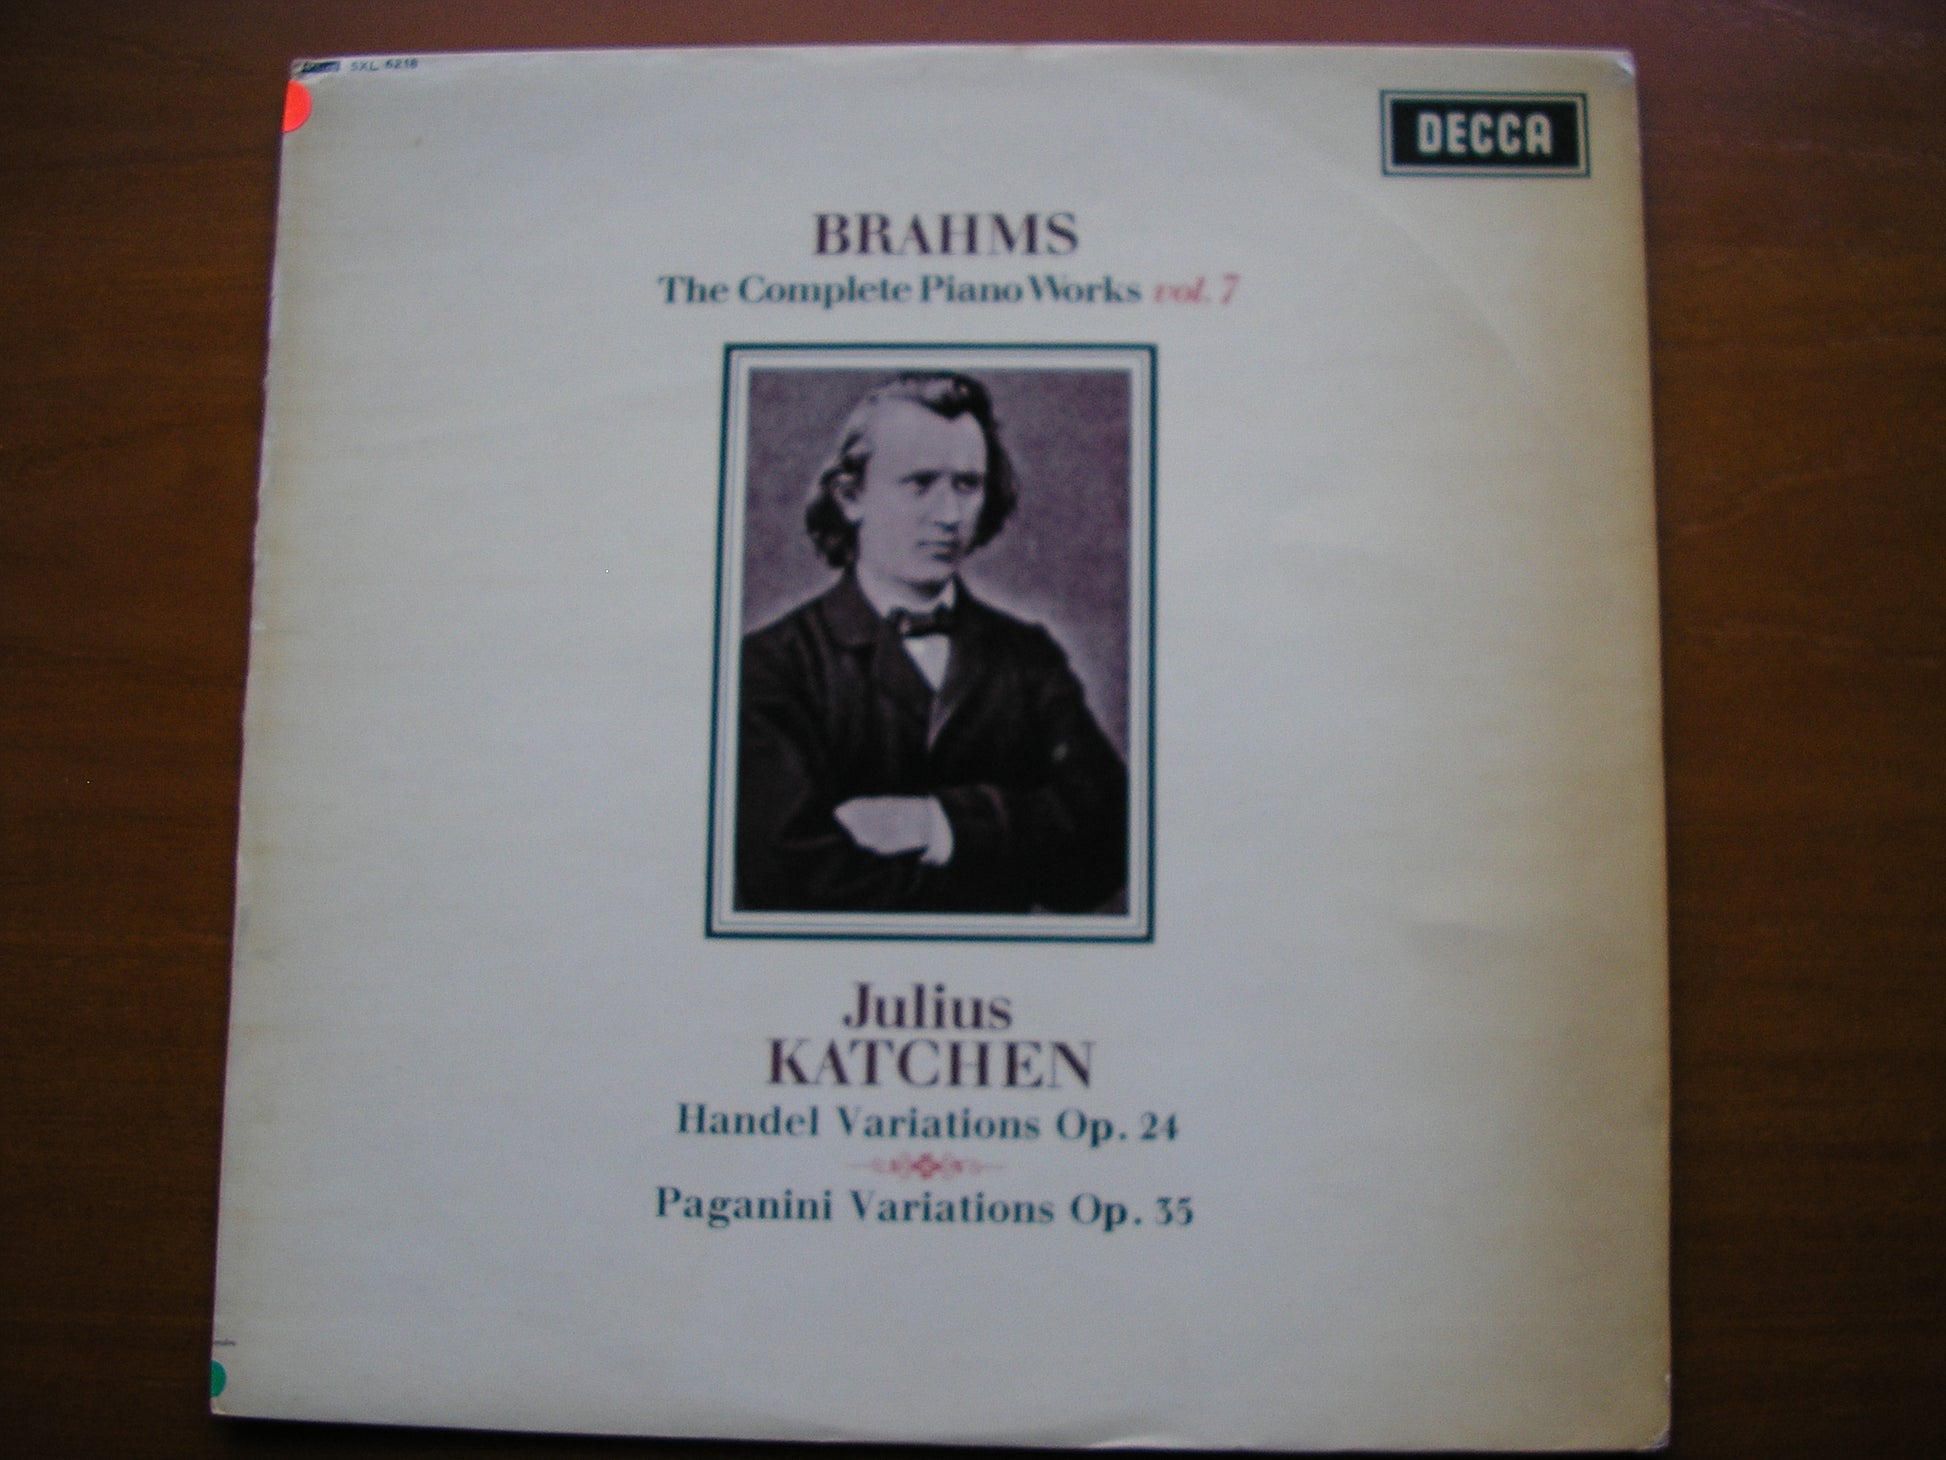 SXL 6218
DECCA
BRAHMS
The Complete Piano Works vol. 7
Julius
KATCHEN
Handel Variations Op. 24
Paganini Variations Op. 35